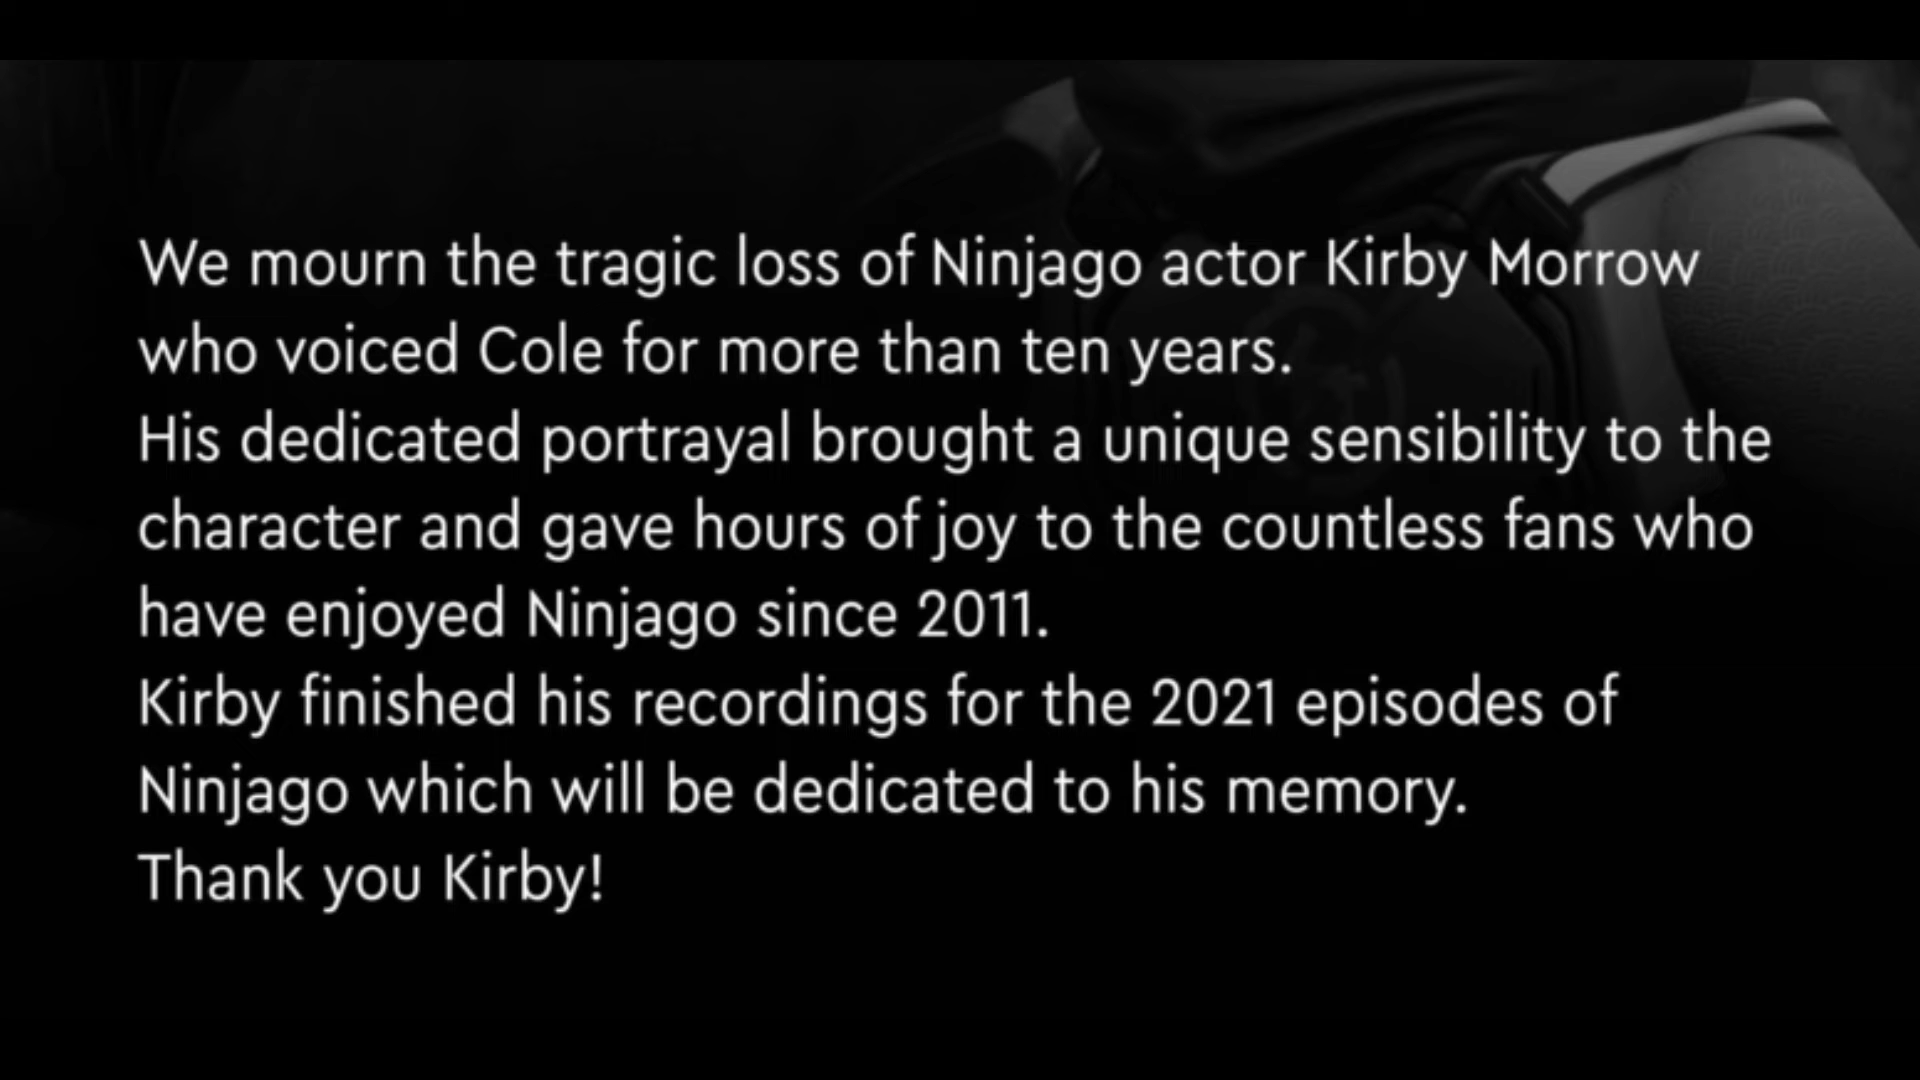 We mourn the tragic loss of Ninjago actor Kirby Morrow
who voiced Cole for more than ten years.
His dedicated portrayal brought a unique sensibility to the
character and gave hours of joy to the countless fans who
have enjoyed Ninjago since 2011.
Kirby finished his recordings for the 2021 episodes of
Ninjago which will be dedicated to his memory.
Thank you Kirby!